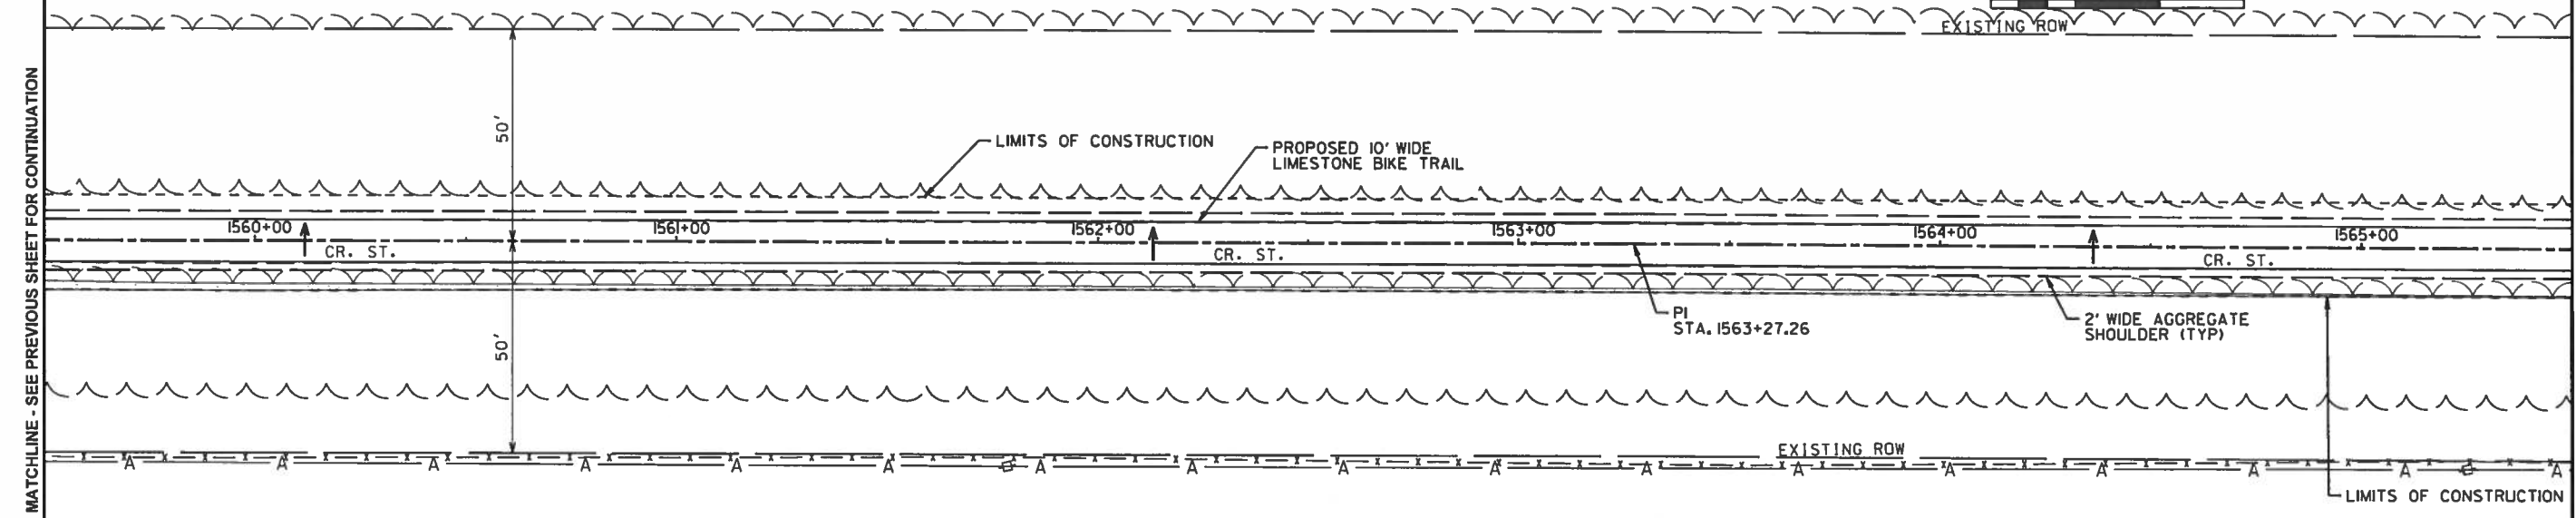 MATCHLINE - SEE PREVIOUS SHEET FOR CONTINUATION
EXISTING ROW
50'
LIMITS OF CONSTRUCTION
PROPOSED 10' WIDE
LIMESTONE BIKE TRAIL
1560+00
1561+00
1562+00
1563+00
1564+00
1565+00
CR. ST.
CR. ST.
CR. ST.
PI
STA. 1563+27.26
2' WIDE AGGREGATE
SHOULDER (TYP)
50'
EXISTING ROW
A A A A A A A A A A A A A A A A A
LIMITS OF CONSTRUCTION